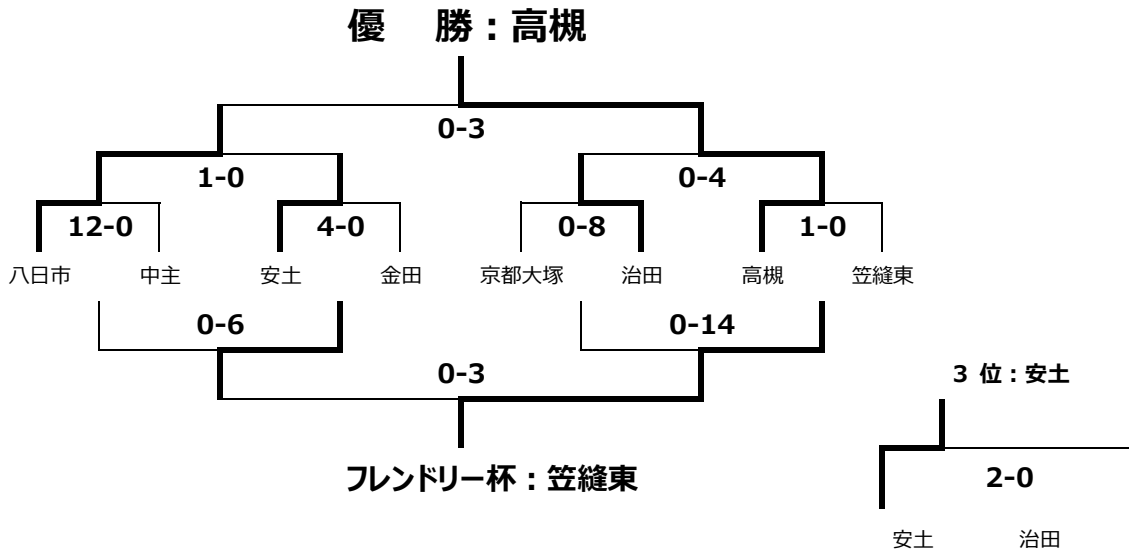 優　勝：高槻
0-3
1-0
0-4
12-0
4-0
0-8
1-0
八日市
中主
安土
金田
京都大塚
治田
高槻
笠縫東
0-6
0-14
0-3
3 位：安土
フレンドリー杯：笠縫東
2-0
安土
治田